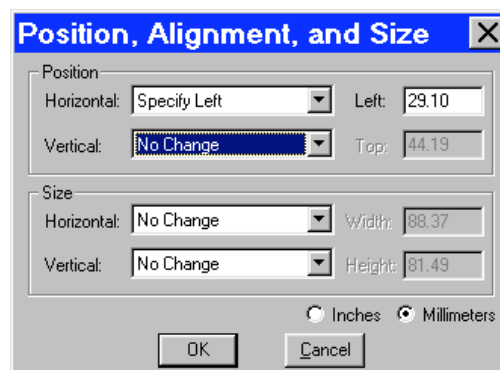 Position, Alignment, and Size
Position
Horizontal: Specify Left Left: 29.10
Vertical: No Change Top: 44.19
Size
Horizontal: No Change Width: 88.37
Vertical: No Change Height: 81.49
Inches Millimeters
OK Cancel